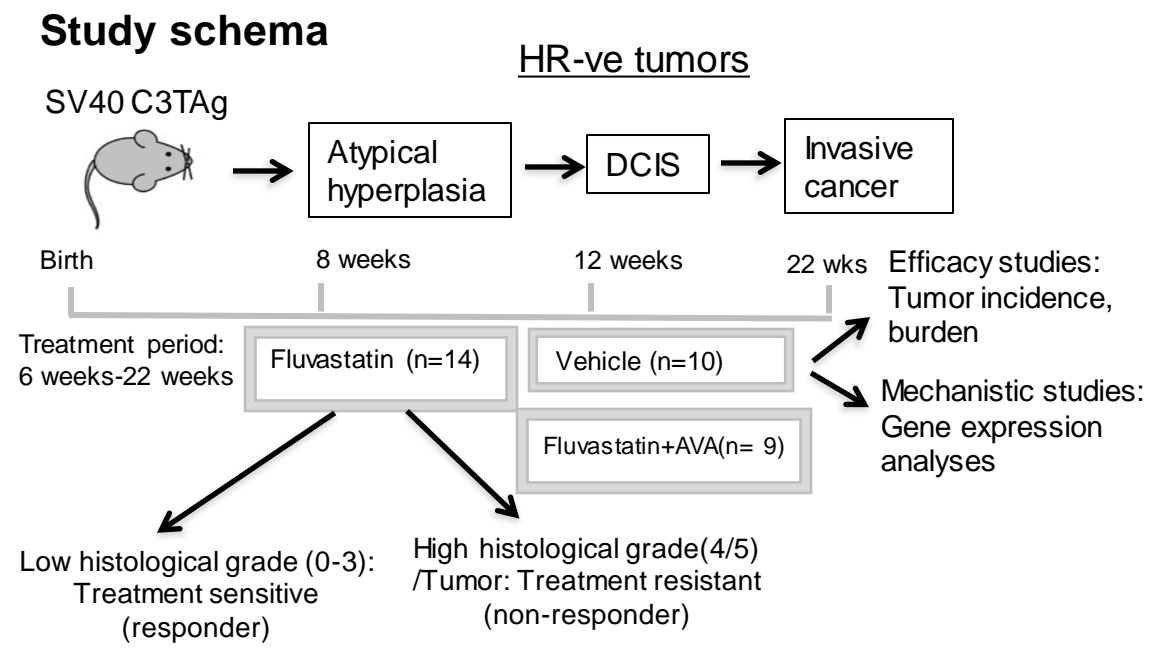 Study schema
HR-ve tumors
SV40 C3TAg
Atypical
hyperplasia
DCIS
Invasive
cancer
Birth
8 weeks
12 weeks
22 wks
Efficacy studies:
Tumor incidence,
burden
Treatment period:
6 weeks-22 weeks
Fluvastatin (n=14)
Vehicle (n=10)
Fluvastatin+AVA(n= 9)
Mechanistic studies:
Gene expression
analyses
Low histological grade (0-3):
Treatment sensitive
(responder)
High histological grade(4/5)
/Tumor: Treatment resistant
(non-responder)